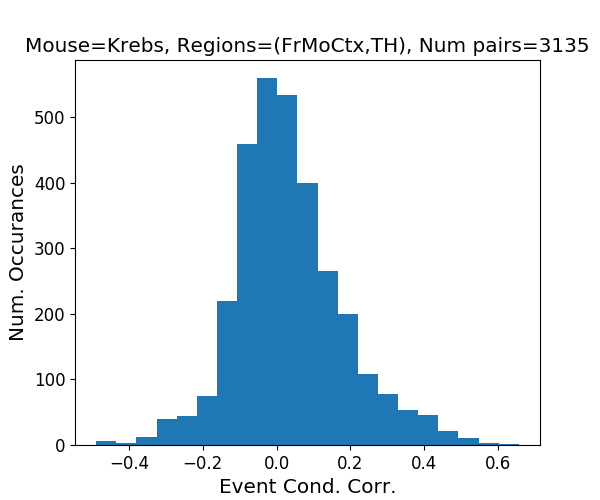 Mouse=Krebs, Regions=(FrMoCtx,TH), Num pairs=3135
Num. Occurances
500
400
300
200
100
0
−0.4 −0.2 0.0 0.2 0.4 0.6
Event Cond. Corr.